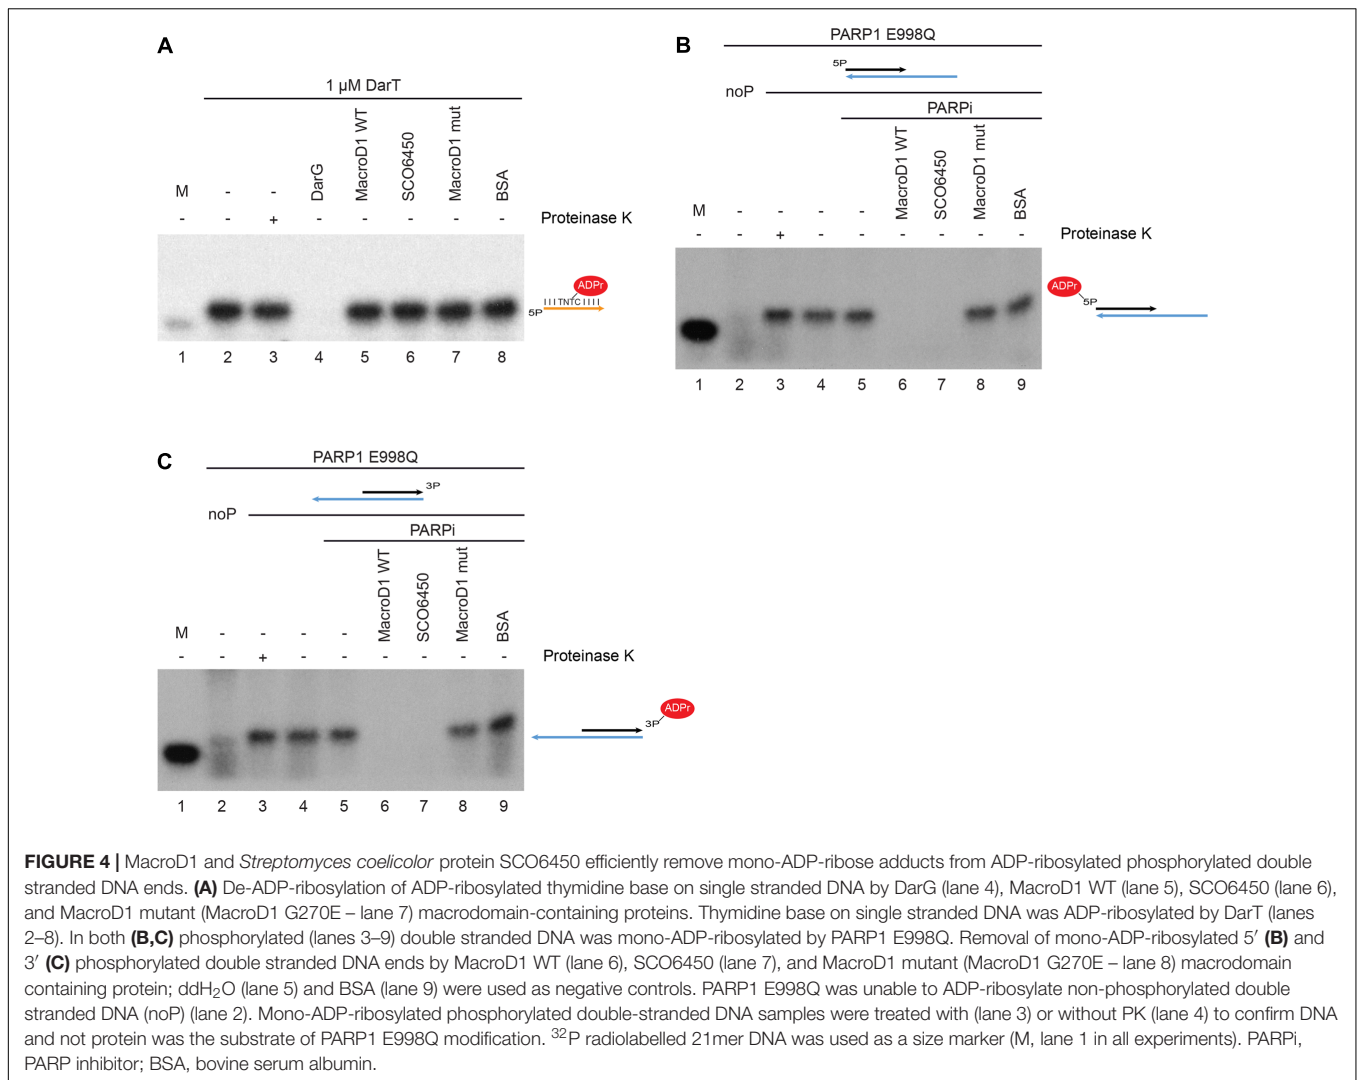 A
1 µM DarT
M - - DarG MacroD1 WT SCO6450 MacroD1 mut BSA
- - + - - - - - Proteinase K
ADPr
5P TNTC
1 2 3 4 5 6 7 8
B
PARP1 E998Q
5P
noP
PARPi
M - - - - MacroD1 WT SCO6450 MacroD1 mut BSA
- - + - - - - - - Proteinase K
ADPr
5P
1 2 3 4 5 6 7 8 9
C
PARP1 E998Q
3P
noP
PARPi
M - - - - MacroD1 WT SCO6450 MacroD1 mut BSA
- - + - - - - - - Proteinase K
ADPr
3P
1 2 3 4 5 6 7 8 9
FIGURE 4 | MacroD1 and Streptomyces coelicolor protein SCO6450 efficiently remove mono-ADP-ribose adducts from ADP-ribosylated phosphorylated double
stranded DNA ends. (A) De-ADP-ribosylation of ADP-ribosylated thymidine base on single stranded DNA by DarG (lane 4), MacroD1 WT (lane 5), SCO6450 (lane 6),
and MacroD1 mutant (MacroD1 G270E – lane 7) macrodomain-containing proteins. Thymidine base on single stranded DNA was ADP-ribosylated by DarT (lanes
2–8). In both (B,C) phosphorylated (lanes 3–9) double stranded DNA was mono-ADP-ribosylated by PARP1 E998Q. Removal of mono-ADP-ribosylated 5′ (B) and
3′ (C) phosphorylated double stranded DNA ends by MacroD1 WT (lane 6), SCO6450 (lane 7), and MacroD1 mutant (MacroD1 G270E – lane 8) macrodomain
containing protein; ddH₂O (lane 5) and BSA (lane 9) were used as negative controls. PARP1 E998Q was unable to ADP-ribosylate non-phosphorylated double
stranded DNA (noP) (lane 2). Mono-ADP-ribosylated phosphorylated double-stranded DNA samples were treated with (lane 3) or without PK (lane 4) to confirm DNA
and not protein was the substrate of PARP1 E998Q modification. ³²P radiolabelled 21mer DNA was used as a size marker (M, lane 1 in all experiments). PARPi,
PARP inhibitor; BSA, bovine serum albumin.